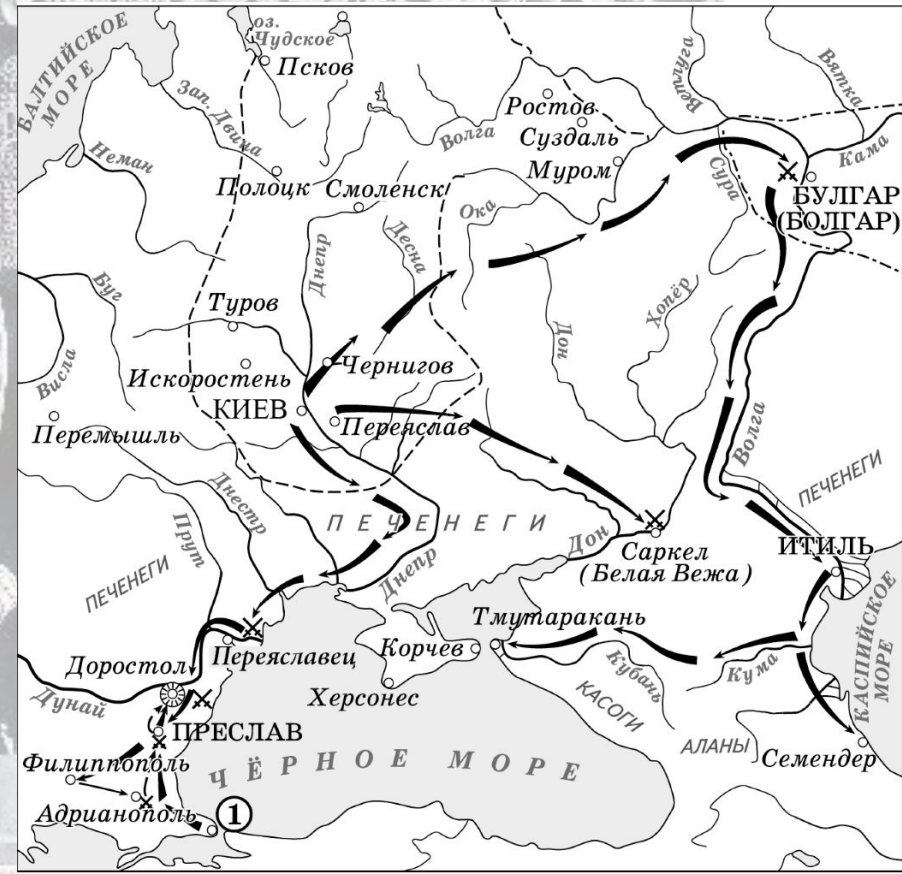 БАЛТИЙСКОЕ
МОРЕ
оз.
Чудское
Псков
Зап. Двина
Неман
Полоцк
Смоленск
Волга
Ростов
Суздаль
Муром
Ветлуга
Вятка
Кама
Сура
БУЛГАР
(БОЛГАР)
Ока
Десна
Днепр
Буг
Туров
Висла
Искоростень
Чернигов
КИЕВ
Переяслав
Перемышль
Дон
Хопёр
Волга
ПЕЧЕНЕГИ
Днестр
Прут
ПЕЧЕНЕГИ
ПЕЧЕНЕГИ
Днепр
Дон
Саркел
(Белая Вежа)
ИТИЛЬ
КАСПИЙСКОЕ
МОРЕ
Тмутаракань
Корчев
Херсонес
Кубань
Кума
КАСОГИ
АЛАНЫ
Семендер
Переяславец
Доростол
Дунай
ПРЕСЛАВ
Филиппополь
Адрианополь
1
ЧЁРНОЕ МОРЕ